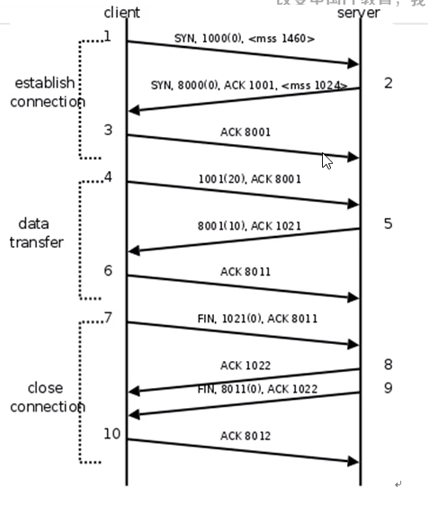 client server
1
SYN, 1000(0), <mss 1460>
SYN, 8000(0), ACK 1001, <mss 1024>
2
establish
connection
3
ACK 8001
4
1001(20), ACK 8001
8001(10), ACK 1021
5
data
transfer
6
ACK 8011
7
FIN, 1021(0), ACK 8011
ACK 1022
8
FIN, 8011(0), ACK 1022
9
close
connection
10
ACK 8012